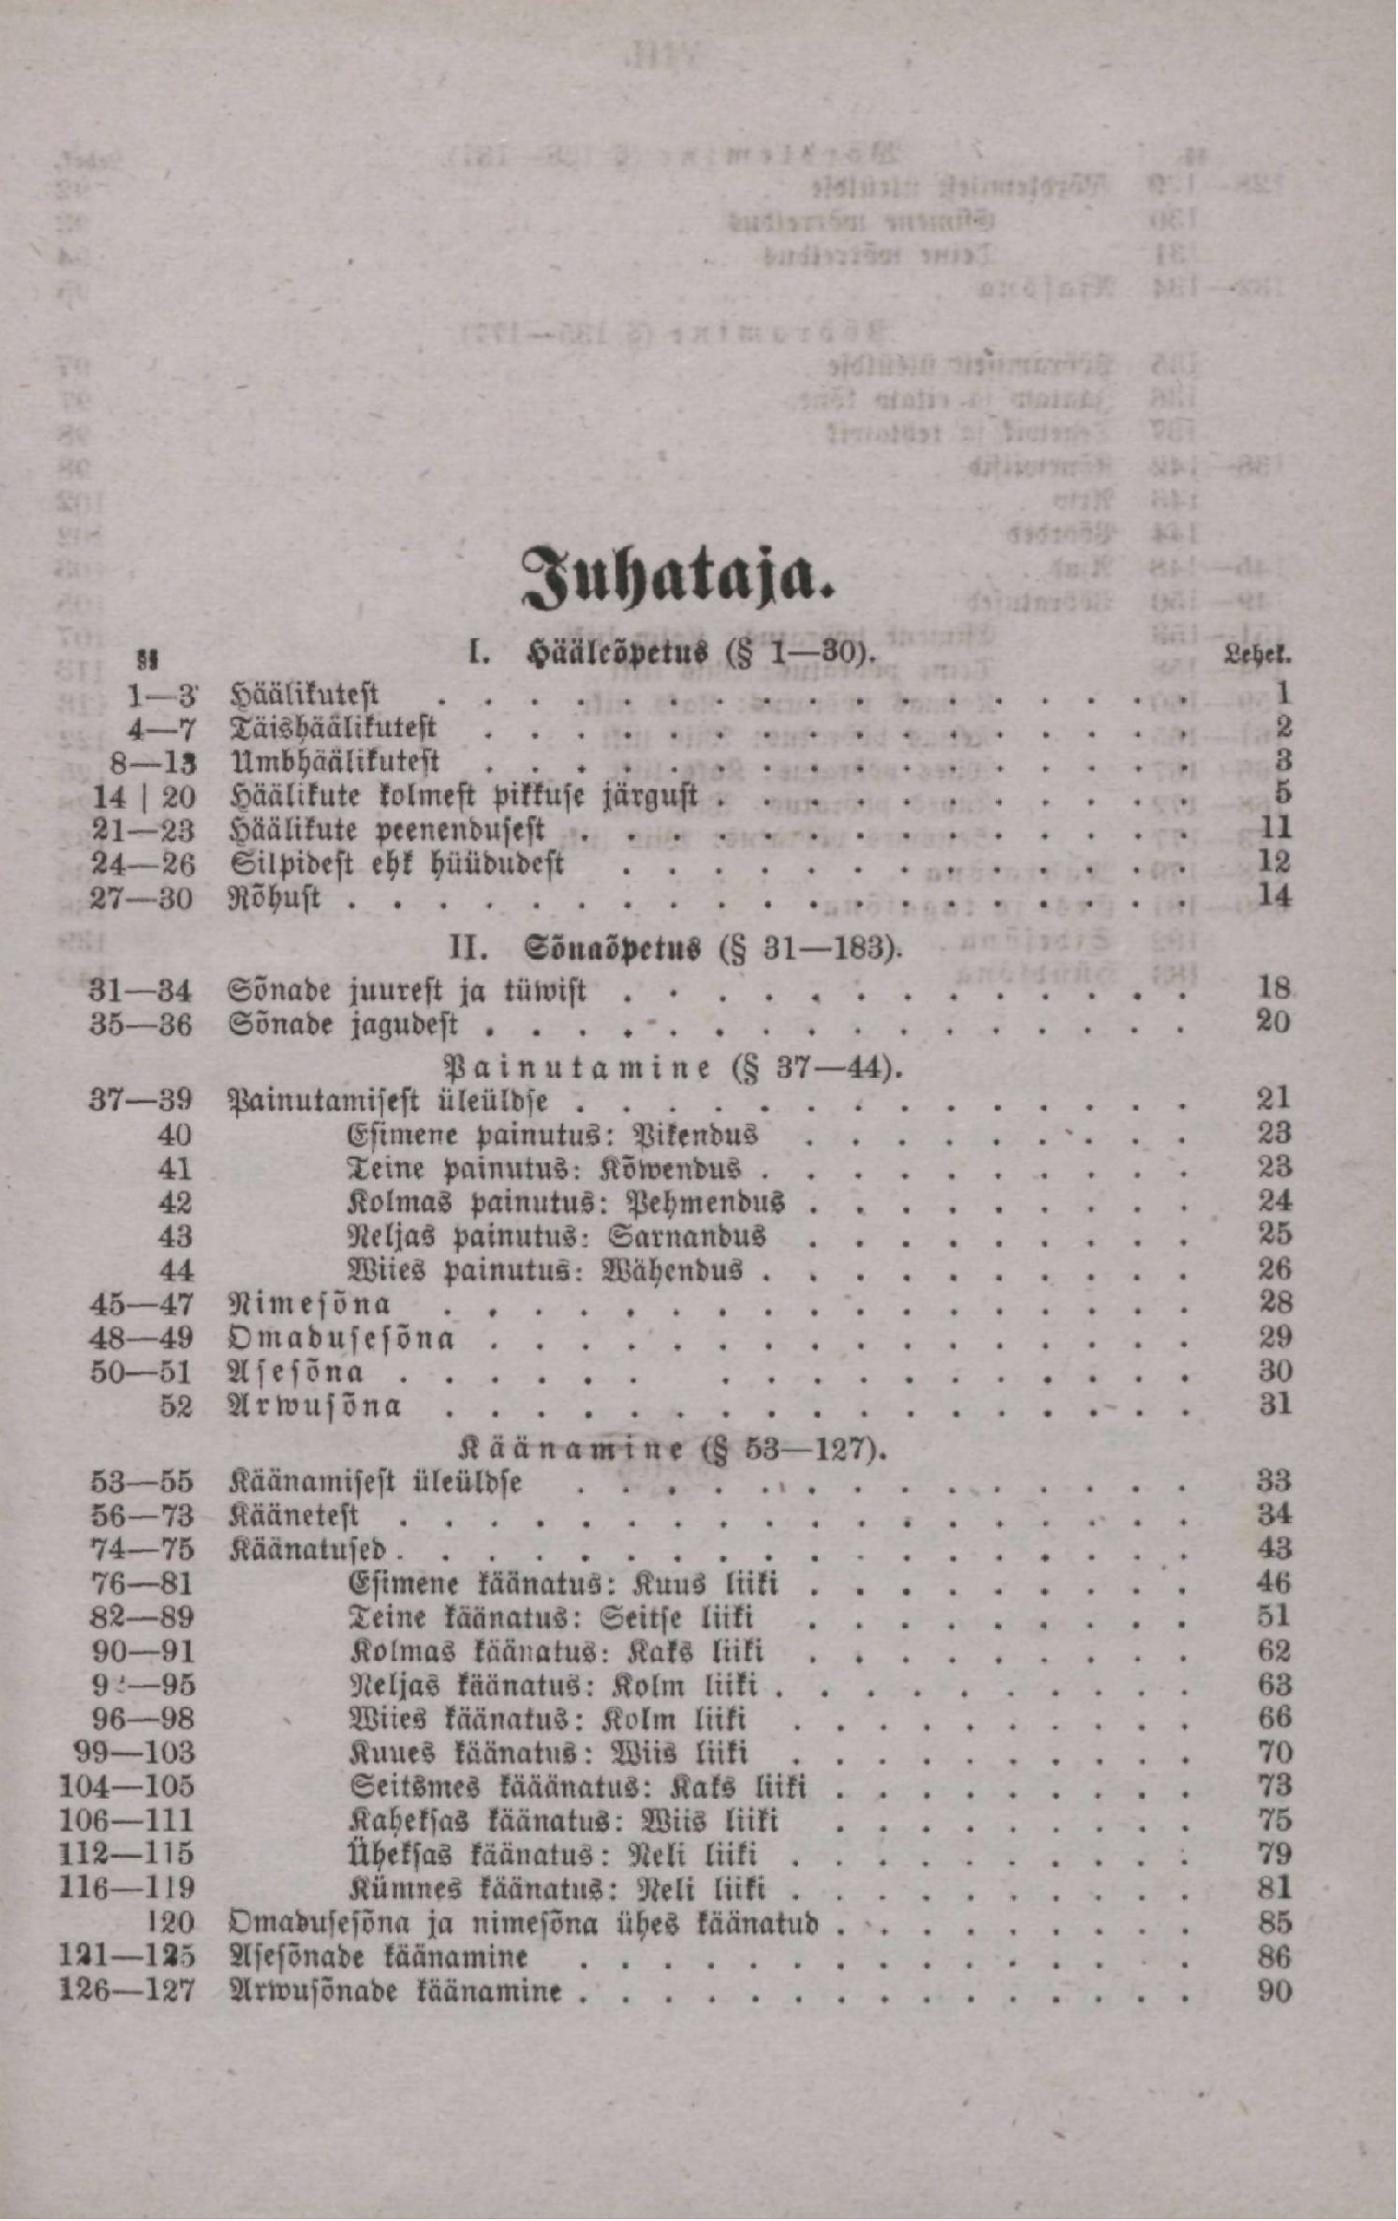 Juhataja.
§§ I. Hääleõpetus (§ 1—30). Lehek.
1—3 Häälikutest . . . . . . . . . . . . . . . . . 1
4—7 Täishäälikutest . . . . . . . . . . . . . . . . 2
8—13 Umbhäälikutest . . . . . . . . . . . . . . . . 3
14 | 20 Häälikute kolmest pikkuse järgust . . . . . . . . . . . 5
21—23 Häälikute peenendusest . . . . . . . . . . . . . . 11
24—26 Silpidest ehk hüüdudest . . . . . . . . . . . . . 12
27—30 Rõhust . . . . . . . . . . . . . . . . . . . 14
II. Sõnaõpetus (§ 31—183).
31—34 Sõnade juurest ja tüwist . . . . . . . . . . . . . 18
35—36 Sõnade jagudest . . . . . . . . . . . . . . . . 20
Painutamine (§ 37—44).
37—39 Painutamisest üleüldse . . . . . . . . . . . . . . 21
40 Esimene painutus: Pikendus . . . . . . . . . 23
41 Teine painutus: Kõwendus . . . . . . . . . . 23
42 Kolmas painutus: Pehmendus . . . . . . . . . 24
43 Neljas painutus: Sarnandus . . . . . . . . . 25
44 Wiies painutus: Wähendus . . . . . . . . . . 26
45—47 Nimesõna . . . . . . . . . . . . . . . . . 28
48—49 Omadusesõna . . . . . . . . . . . . . . . . 29
50—51 Asesõna . . . . . . . . . . . . . . . . . 30
52 Arwusõna . . . . . . . . . . . . . . . . . 31
Käänamine (§ 53—127).
53—55 Käänamisest üleüldse . . . . . . . . . . . . . . 33
56—73 Käänetest . . . . . . . . . . . . . . . . . . 34
74—75 Käänatused . . . . . . . . . . . . . . . . . . 43
76—81 Esimene käänatus: Kuus liiki . . . . . . . . . 46
82—89 Teine käänatus: Seitse liiki . . . . . . . . . 51
90—91 Kolmas käänatus: Kaks liiki . . . . . . . . . 62
92—95 Neljas käänatus: Kolm liiki . . . . . . . . . . 63
96—98 Wiies käänatus: Kolm liiki . . . . . . . . . . 66
99—103 Kuues käänatus: Wiis liiki . . . . . . . . . . 70
104—105 Seitsmes kääänatus: Kaks liiki . . . . . . . . . 73
106—111 Kaheksas käänatus: Wiis liiki . . . . . . . . . 75
112—115 Üheksas käänatus: Neli liiki . . . . . . . . . . 79
116—119 Kümnes käänatus: Neli liiki . . . . . . . . . . 81
120 Omadusesõna ja nimesõna ühes käänatud . . . . . . . . . 85
121—125 Asesõnade käänamine . . . . . . . . . . . . . . 86
126—127 Arwusõnade käänamine . . . . . . . . . . . . . . 90